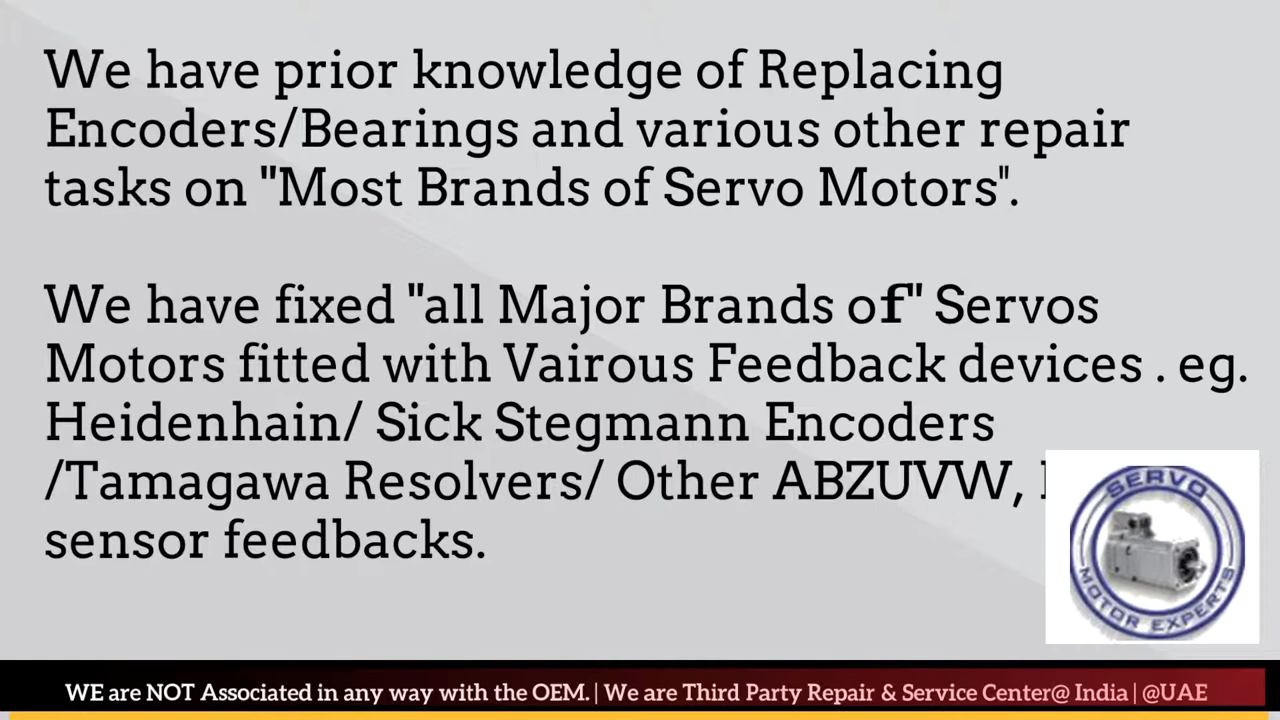 We have prior knowledge of Replacing
Encoders/Bearings and various other repair
tasks on "Most Brands of Servo Motors".
We have fixed "all Major Brands of" Servos
Motors fitted with Vairous Feedback devices . eg.
Heidenhain/ Sick Stegmann Encoders
/Tamagawa Resolvers/ Other ABZUVW,
sensor feedbacks.
SERVO
MOTOR EXPERTS
WE are NOT Associated in any way with the OEM. | We are Third Party Repair & Service Center@ India | @UAE